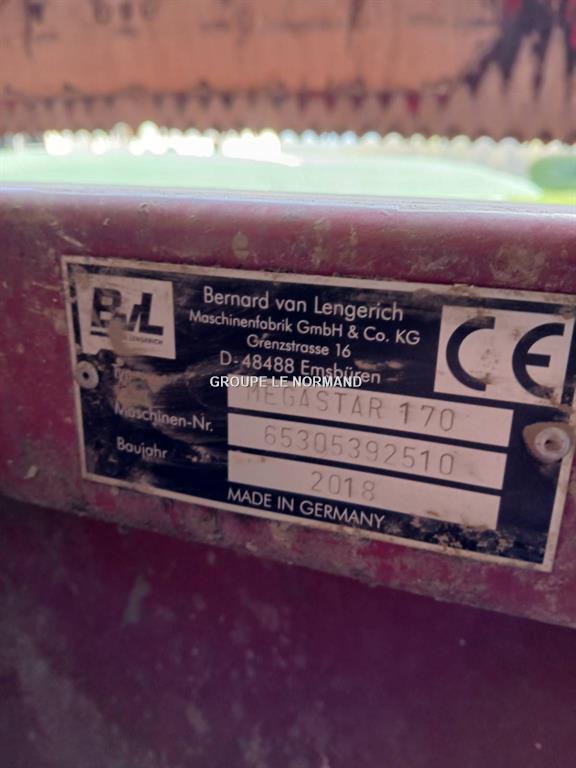 BvL
Bernard van Lengerich
Maschinenfabrik GmbH & Co. KG
Grenzstrasse 16
D-48488 Emsbüren
GROUPE LE NORMAND
MEGASTAR 170
Maschinen-Nr. 65305392510
Baujahr 2018
MADE IN GERMANY
CE